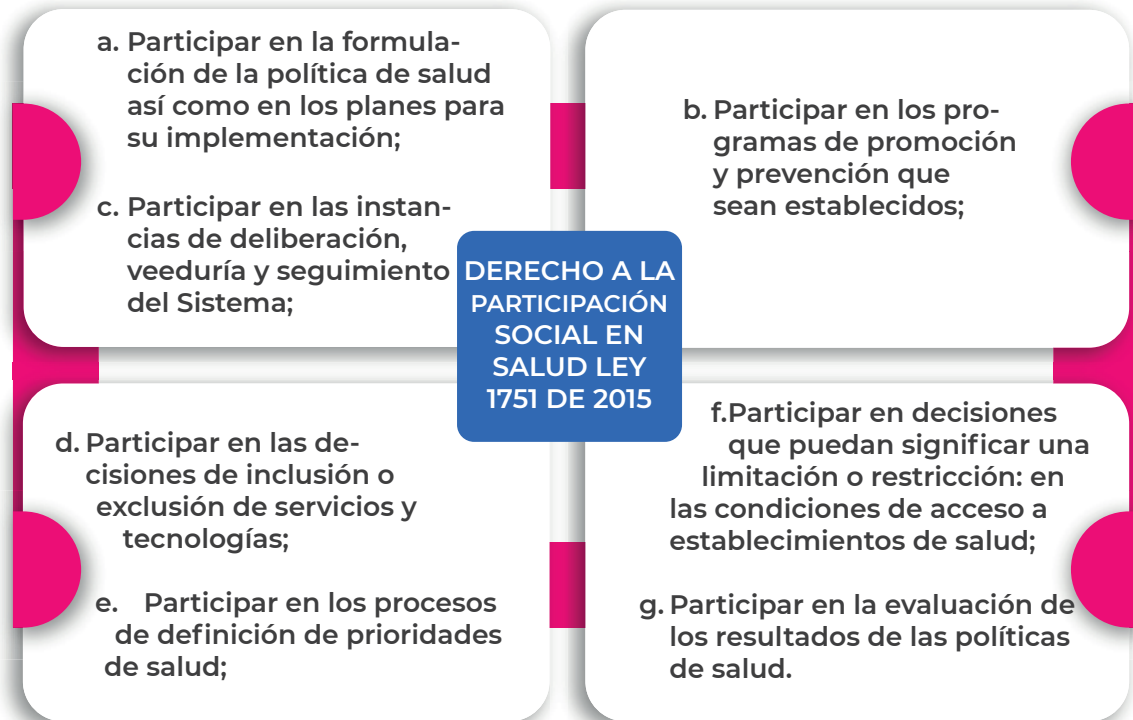 a. Participar en la formula-
ción de la política de salud
así como en los planes para
su implementación;
b. Participar en los pro-
gramas de promoción
y prevención que
sean establecidos;
c. Participar en las instan-
cias de deliberación,
veeduría y seguimiento
del Sistema;
DERECHO A LA
PARTICIPACIÓN
SOCIAL EN
SALUD LEY
1751 DE 2015
d. Participar en las de-
cisiones de inclusión o
exclusión de servicios y
tecnologías;
e. Participar en los procesos
de definición de prioridades
de salud;
f.Participar en decisiones
que puedan significar una
limitación o restricción: en
las condiciones de acceso a
establecimientos de salud;
g. Participar en la evaluación de
los resultados de las políticas
de salud.